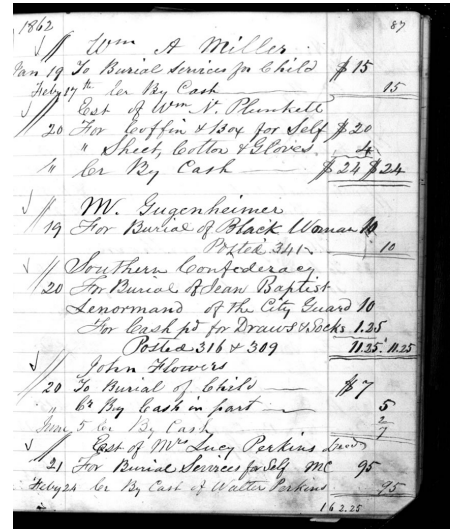 1862 87
// Wm A Miller
Jan 19 To Burial Services for Child $15
Feby 17th Cr By Cash 15
// Est of Wm N. Plunkett
20 For Coffin & Box for Self $20
" Sheet, Cotton & Gloves 4
" Cr By Cash $24 $24
// M. Gugenheimer
19 For Burial of Black Woman 10
Posted 341 10
// Southern Confederacy
20 For Burial of Jean Baptist
Lenormand of the City Guard 10
For Cash pd for Draws & Socks 1.25
Posted 316 & 309 11.25 11.25
// John Flowers
20 To Burial of Child $7
" Cr By Cash in part 5
June 5 Cr By Cash 2
7
// Est of Mrs Lucy Perkins Decd
21 For Burial Services for Self MC 95
Feby 24 Cr By Cash of Walter Perkins 95
162.25